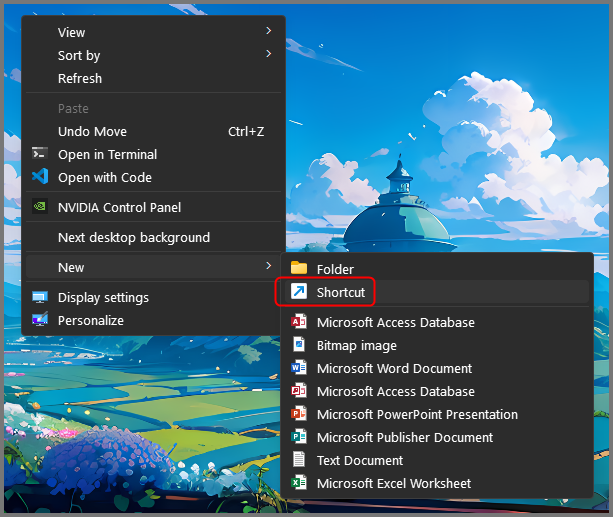 View
Sort by
Refresh
Paste
Undo Move Ctrl+Z
Open in Terminal
Open with Code
NVIDIA Control Panel
Next desktop background
New
Display settings
Personalize
Folder
Shortcut
Microsoft Access Database
Bitmap image
Microsoft Word Document
Microsoft Access Database
Microsoft PowerPoint Presentation
Microsoft Publisher Document
Text Document
Microsoft Excel Worksheet